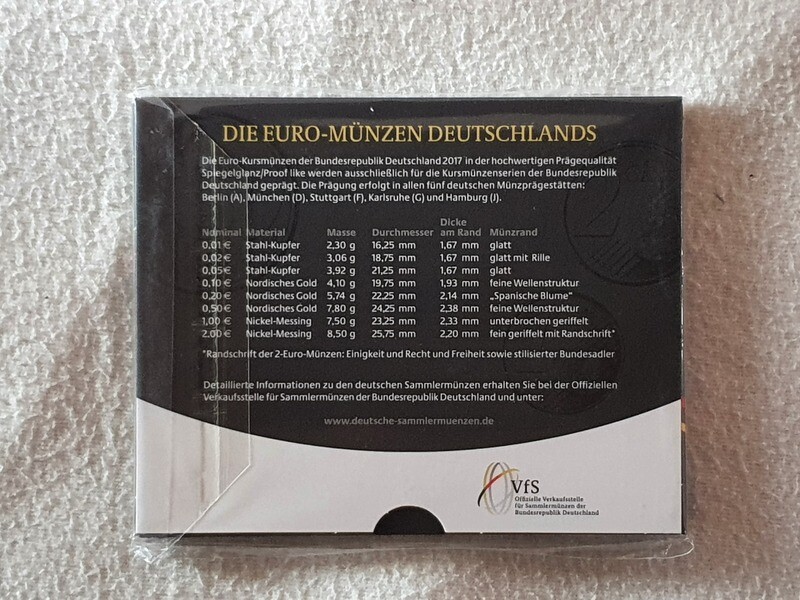 DIE EURO-MÜNZEN DEUTSCHLANDS
Die Euro-Kursmünzen der Bundesrepublik Deutschland 2017 in der hochwertigen Prägequalität
Spiegelglanz/Proof like werden ausschließlich für die Kursmünzenserien der Bundesrepublik
Deutschland geprägt. Die Prägung erfolgt in allen fünf deutschen Münzprägestätten:
Berlin (A), München (D), Stuttgart (F), Karlsruhe (G) und Hamburg (J).
Nominal Material Masse Durchmesser Dicke am Rand Münzrand
0,01 € Stahl-Kupfer 2,30 g 16,25 mm 1,67 mm glatt
0,02 € Stahl-Kupfer 3,06 g 18,75 mm 1,67 mm glatt mit Rille
0,05 € Stahl-Kupfer 3,92 g 21,25 mm 1,67 mm glatt
0,10 € Nordisches Gold 4,10 g 19,75 mm 1,93 mm feine Wellenstruktur
0,20 € Nordisches Gold 5,74 g 22,25 mm 2,14 mm „Spanische Blume"
0,50 € Nordisches Gold 7,80 g 24,25 mm 2,38 mm feine Wellenstruktur
1,00 € Nickel-Messing 7,50 g 23,25 mm 2,33 mm unterbrochen geriffelt
2,00 € Nickel-Messing 8,50 g 25,75 mm 2,20 mm fein geriffelt mit Randschrift*
*Randschrift der 2-Euro-Münzen: Einigkeit und Recht und Freiheit sowie stilisierter Bundesadler
Detaillierte Informationen zu den deutschen Sammlermünzen erhalten Sie bei der Offiziellen
Verkaufsstelle für Sammlermünzen der Bundesrepublik Deutschland und unter:
www.deutsche-sammlermuenzen.de
VfS
Offizielle Verkaufsstelle
für Sammlermünzen der
Bundesrepublik Deutschland